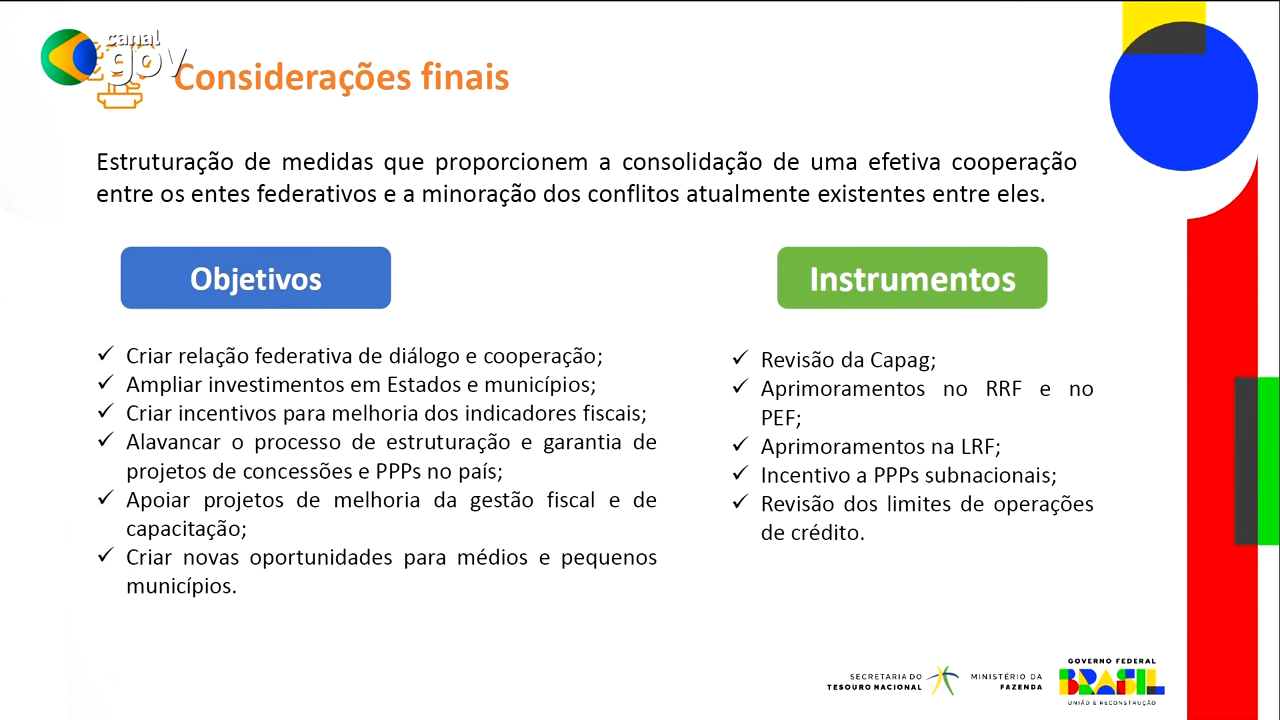 canal
gov
Considerações finais
Estruturação de medidas que proporcionem a consolidação de uma efetiva cooperação
entre os entes federativos e a minoração dos conflitos atualmente existentes entre eles.
Objetivos
✓ Criar relação federativa de diálogo e cooperação;
✓ Ampliar investimentos em Estados e municípios;
✓ Criar incentivos para melhoria dos indicadores fiscais;
✓ Alavancar o processo de estruturação e garantia de
projetos de concessões e PPPs no país;
✓ Apoiar projetos de melhoria da gestão fiscal e de
capacitação;
✓ Criar novas oportunidades para médios e pequenos
municípios.
Instrumentos
✓ Revisão da Capag;
✓ Aprimoramentos no RRF e no
PEF;
✓ Aprimoramentos na LRF;
✓ Incentivo a PPPs subnacionais;
✓ Revisão dos limites de operações
de crédito.
SECRETARIA DO
TESOURO NACIONAL
MINISTÉRIO DA
FAZENDA
GOVERNO FEDERAL
BRASIL
UNIÃO E RECONSTRUÇÃO